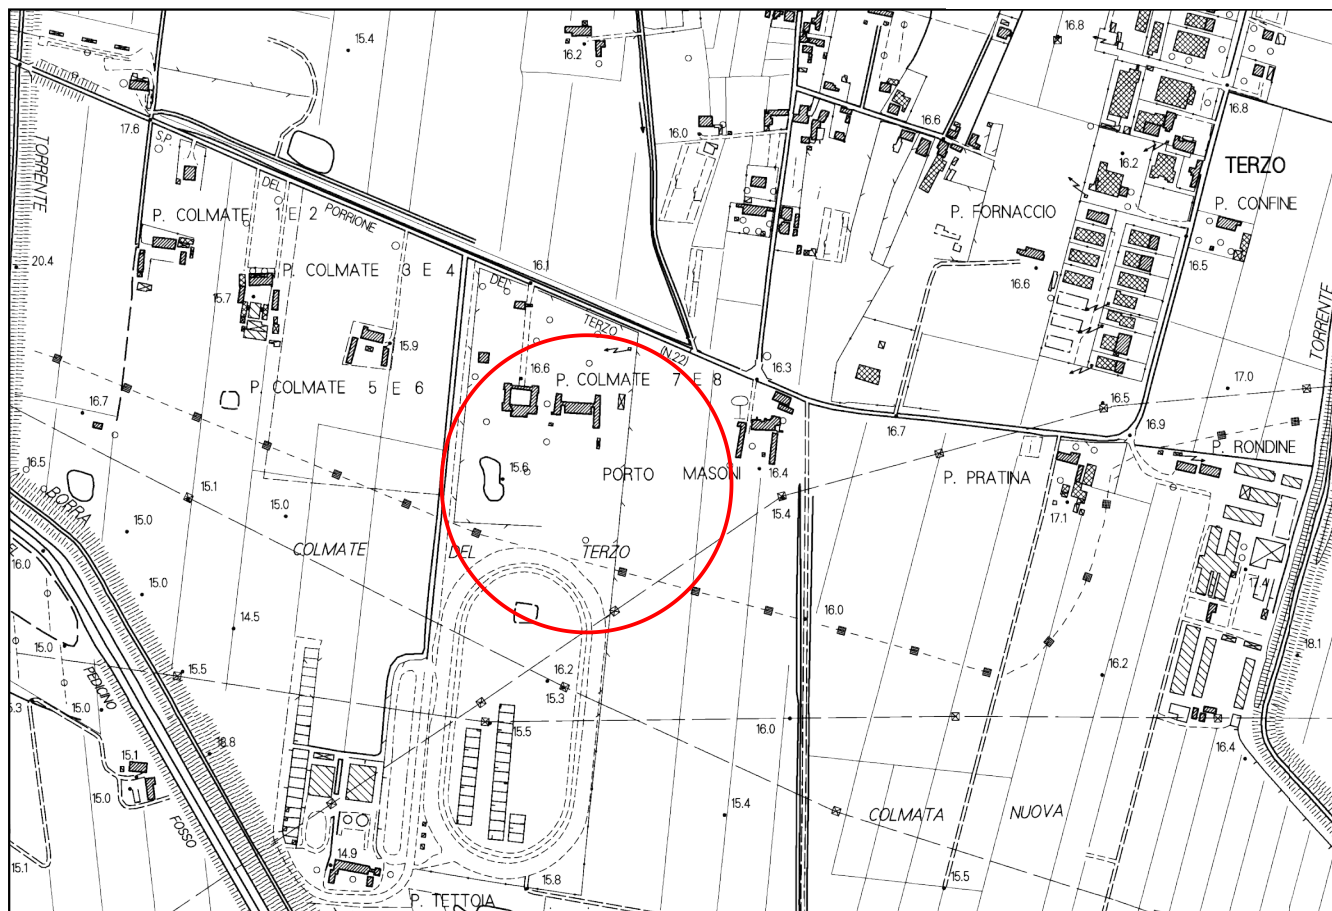 16.8
15.4
16.2
16.8
17.6
S.P.
16.0
16.6
16.2
TORRENTE
TERZO
DEL
P. COLMATE 1 E 2
PORRIONE
P. FORNACCIO
P. CONFINE
20.4
P. COLMATE 3 E 4
16.1
16.5
15.7
DEL
16.6
TORRENTE
TERZO
15.9
(N.22)
16.6
P. COLMATE 7 E 8
16.3
P. COLMATE 5 E 6
17.0
16.7
16.5
16.7
16.9
16.9
P. RONDINE
16.5
15.6
PORTO MASONI
16.4
P. PRATINA
BORRA
15.1
15.0
15.0
15.4
17.1
COLMATE DEL TERZO
16.0
15.0
17.4
14.5
16.0
15.0
18.1
15.5
16.2
15.3
16.2
PEDICINO
15.3
15.0
15.5
16.0
16.4
18.8
15.1
15.0
15.4
COLMATA NUOVA
FOSSO
14.9
15.1
15.8
15.5
P. TETTOIA